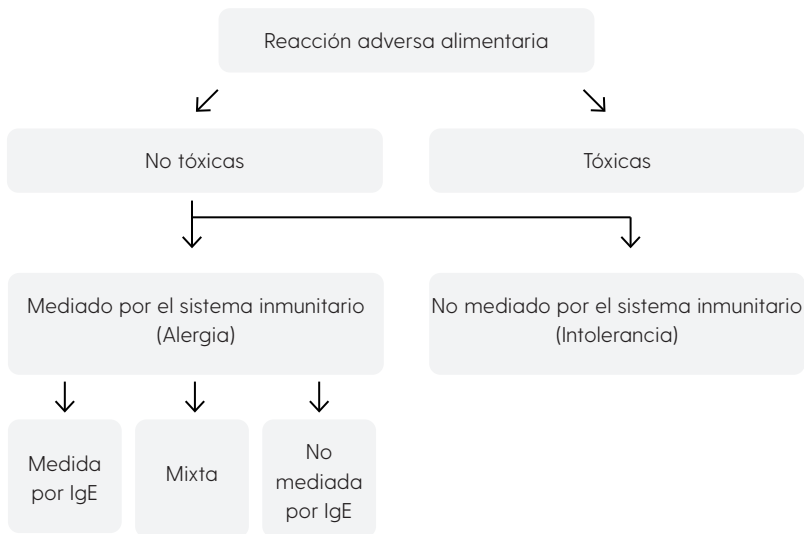 Reacción adversa alimentaria
No tóxicas
Tóxicas
Mediado por el sistema inmunitario
(Alergia)
No mediado por el sistema inmunitario
(Intolerancia)
Medida
por IgE
Mixta
No
mediada
por IgE